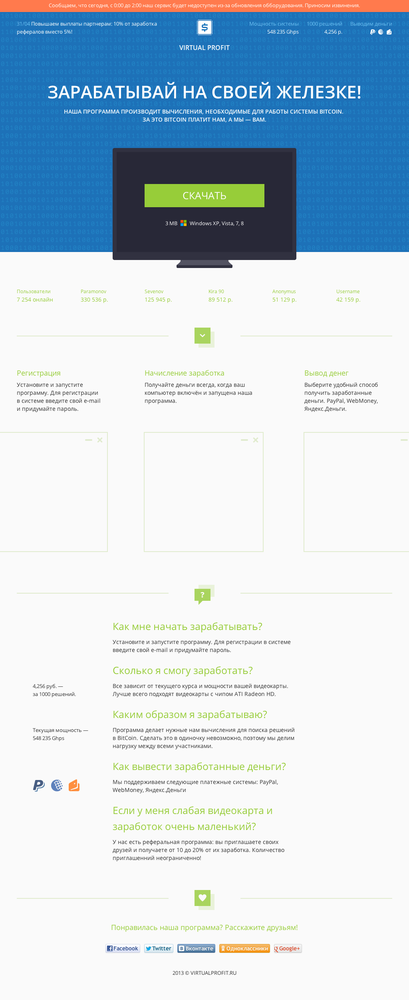 Сообщаем, что сегодня, с 0:00 до 2:00 наш сервис будет недоступен из-за обновления оборудования. Приносим извинения.
31/04 Повышаем выплаты партнерам: 10% от заработка
рефералов вместо 5%!
Мощность системы
548 235 Ghps
1000 решений
4,256 р.
Выводим деньги
VIRTUAL PROFIT
ЗАРАБАТЫВАЙ НА СВОЕЙ ЖЕЛЕЗКЕ!
НАША ПРОГРАММА ПРОИЗВОДИТ ВЫЧИСЛЕНИЯ, НЕОБХОДИМЫЕ ДЛЯ РАБОТЫ СИСТЕМЫ BITCOIN.
ЗА ЭТО BITCOIN ПЛАТИТ НАМ, А МЫ — ВАМ.
СКАЧАТЬ
3 MB Windows XP, Vista, 7, 8
Пользователи
7 254 онлайн
Paramonov
330 536 р.
Severon
125 945 р.
Kira 90
89 512 р.
Anonymus
51 129 р.
Username
42 159 р.
Регистрация
Установите и запустите
программу. Для регистрации
в системе введите свой e-mail
и придумайте пароль.
Начисление заработка
Получайте деньги всегда, когда ваш
компьютер включён и запущена наша
программа.
Вывод денег
Выберите удобный способ
получить заработанные
деньги. PayPal, WebMoney,
Яндекс.Деньги.
?
Как мне начать зарабатывать?
Установите и запустите программу. Для регистрации в системе
введите свой e-mail и придумайте пароль.
Сколько я смогу заработать?
4,256 руб. —
за 1000 решений.
Все зависит от текущего курса и мощности вашей видеокарты.
Лучше всего подходят видеокарты с чипом ATI Radeon HD.
Каким образом я зарабатываю?
Текущая мощность —
548 235 Ghps
Программа делает нужные нам вычисления для поиска решений
в BitCoin. Сделать это в одиночку невозможно, поэтому мы делим
нагрузку между всеми участниками.
Как вывести заработанные деньги?
Мы поддерживаем следующие платежные системы: PayPal,
WebMoney, Яндекс.Деньги
Если у меня слабая видеокарта и
заработок очень маленький?
У нас есть реферальная программа: вы приглашаете своих
друзей и получаете от 10 до 20% от их заработка. Количество
приглашений неограниченно!
Понравилась наша программа? Расскажите друзьям!
Facebook
Twitter
Вконтакте
Одноклассники
Google+
2013 © VIRTUALPROFIT.RU